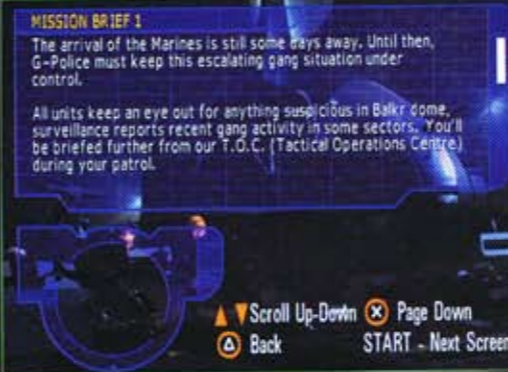 MISSION BRIEF 1
The arrival of the Marines is still some days away. Until then,
G-Police must keep this escalating gang situation under
control.
All units keep an eye out for anything suspicious in Balkr dome,
surveillance reports recent gang activity in some sectors. You'll
be briefed further from our T.O.C. (Tactical Operations Centre)
during your patrol.
Scroll Up-Down Page Down
Back START - Next Screen